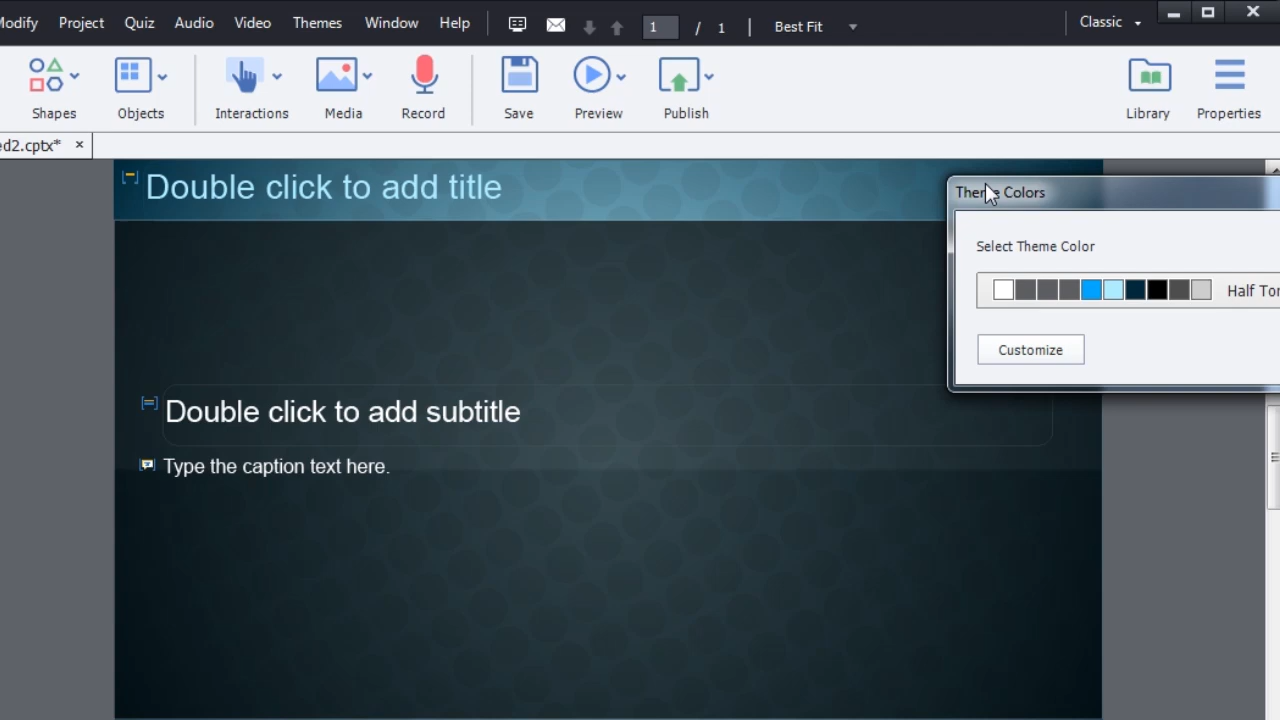 Modify Project Quiz Audio Video Themes Window Help 1 / 1 Best Fit Classic
Shapes Objects Interactions Media Record Save Preview Publish Library Properties
ed2.cptx*
Double click to add title
Theme Colors
Select Theme Color
Half Ton
Customize
Double click to add subtitle
Type the caption text here.